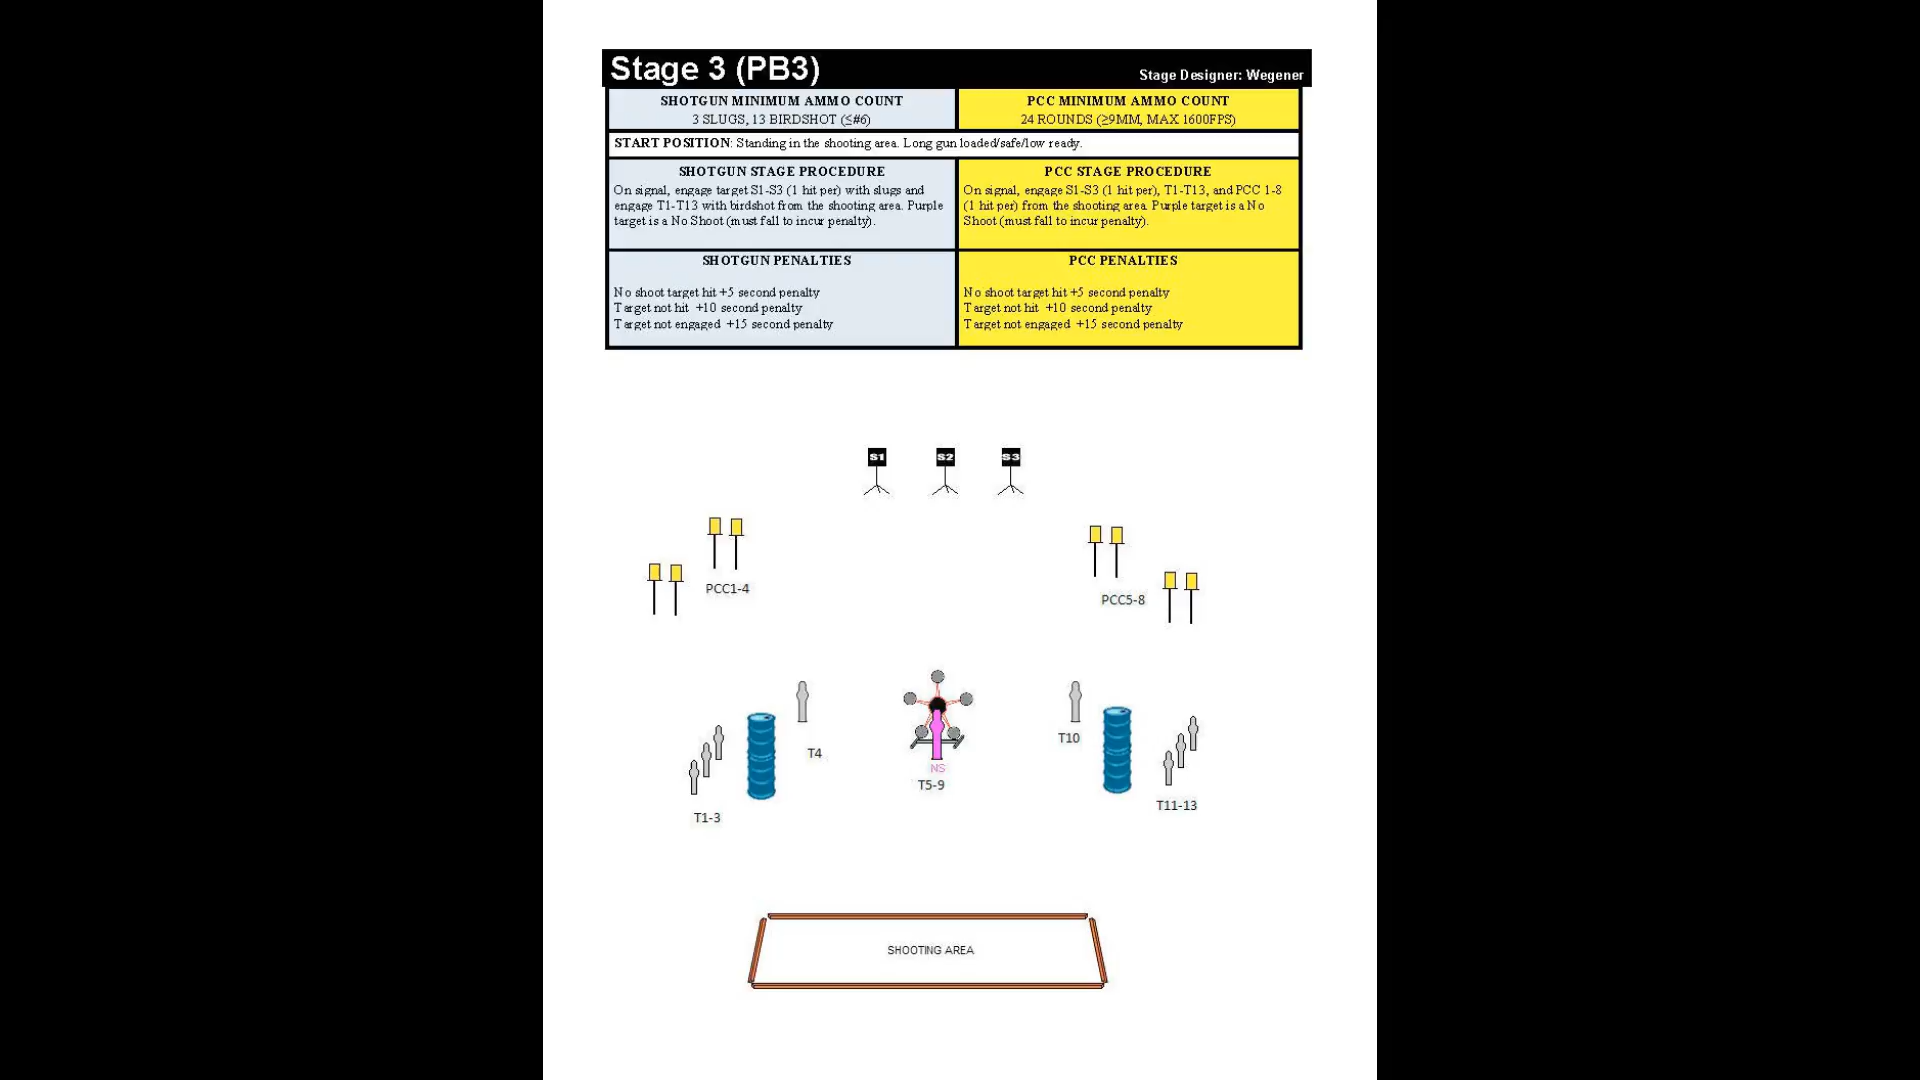 Stage 3 (PB3)
Stage Designer: Wegener
SHOTGUN MINIMUM AMMO COUNT
3 SLUGS, 13 BIRDSHOT (≤#6)
PCC MINIMUM AMMO COUNT
24 ROUNDS (≥9MM, MAX 1600FPS)
START POSITION: Standing in the shooting area. Long gun loaded/safe/low ready.
SHOTGUN STAGE PROCEDURE
On signal, engage target S1-S3 (1 hit per) with slugs and
engage T1-T13 with birdshot from the shooting area. Purple
target is a No Shoot (must fall to incur penalty).
PCC STAGE PROCEDURE
On signal, engage S1-S3 (1 hit per), T1-T13, and PCC 1-8
(1 hit per) from the shooting area. Purple target is a No
Shoot (must fall to incur penalty).
SHOTGUN PENALTIES
No shoot target hit +5 second penalty
Target not hit +10 second penalty
Target not engaged +15 second penalty
PCC PENALTIES
No shoot target hit +5 second penalty
Target not hit +10 second penalty
Target not engaged +15 second penalty
S1 S2 S3
PCC1-4
PCC5-8
T10
T4
NS
T5-9
T11-13
T1-3
SHOOTING AREA